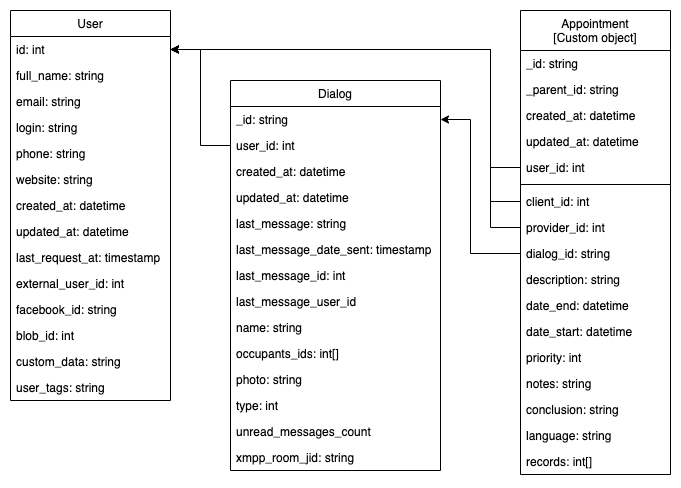 User
id: int
full_name: string
email: string
login: string
phone: string
website: string
created_at: datetime
updated_at: datetime
last_request_at: timestamp
external_user_id: int
facebook_id: string
blob_id: int
custom_data: string
user_tags: string
Dialog
_id: string
user_id: int
created_at: datetime
updated_at: datetime
last_message: string
last_message_date_sent: timestamp
last_message_id: int
last_message_user_id
name: string
occupants_ids: int[]
photo: string
type: int
unread_messages_count
xmpp_room_jid: string
Appointment
[Custom object]
_id: string
_parent_id: string
created_at: datetime
updated_at: datetime
user_id: int
client_id: int
provider_id: int
dialog_id: string
description: string
date_end: datetime
date_start: datetime
priority: int
notes: string
conclusion: string
language: string
records: int[]